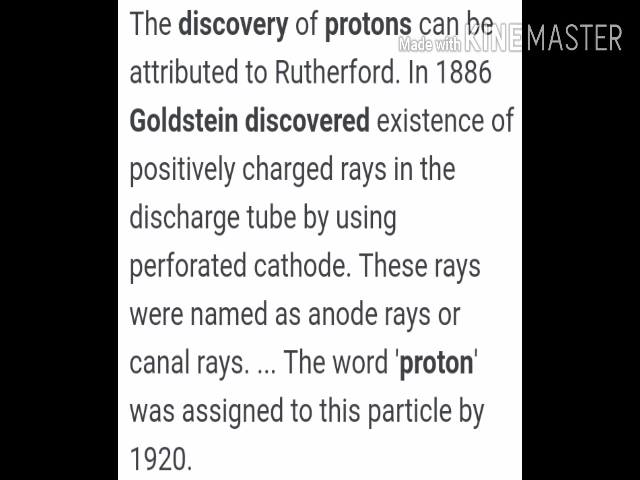 The discovery of protons can be
Made with KINEMASTER
attributed to Rutherford. In 1886
Goldstein discovered existence of
positively charged rays in the
discharge tube by using
perforated cathode. These rays
were named as anode rays or
canal rays. ... The word 'proton'
was assigned to this particle by
1920.